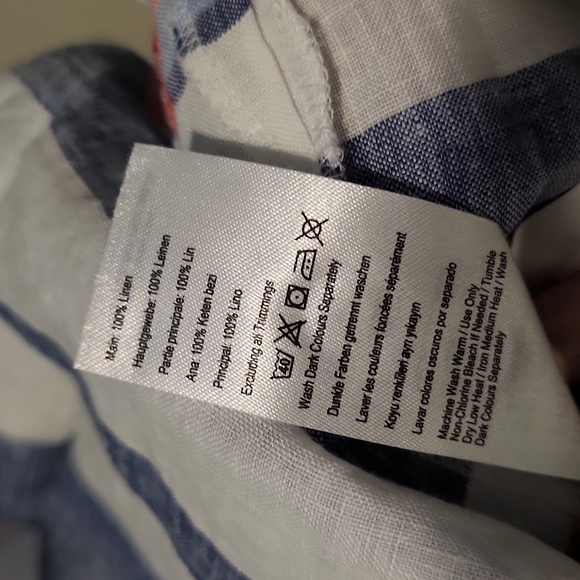 Main: 100% Linen
Hauptgewebe: 100% Leinen
Partie principale: 100% Lin
Ana: 100% Keten bezi
Principal: 100% Lino
Excluding all Trimmings
40
Wash Dark Colours Separately
Dunkle Farben getrennt waschen
Laver les couleurs foncées séparément
Koyu renklileri ayrı yıkayın
Lavar colores oscuros por separado
Machine Wash Warm / Use Only
Non-Chlorine Bleach If Needed / Tumble
Dry Low Heat / Iron Medium Heat / Wash
Dark Colours Separately